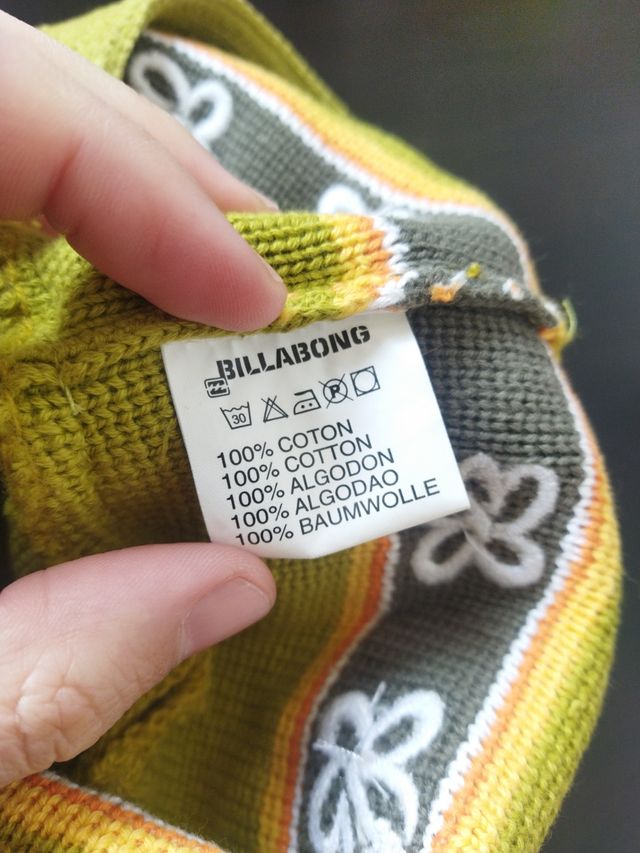 BILLABONG
30 P
100% COTON
100% COTTON
100% ALGODON
100% ALGODAO
100% BAUMWOLLE